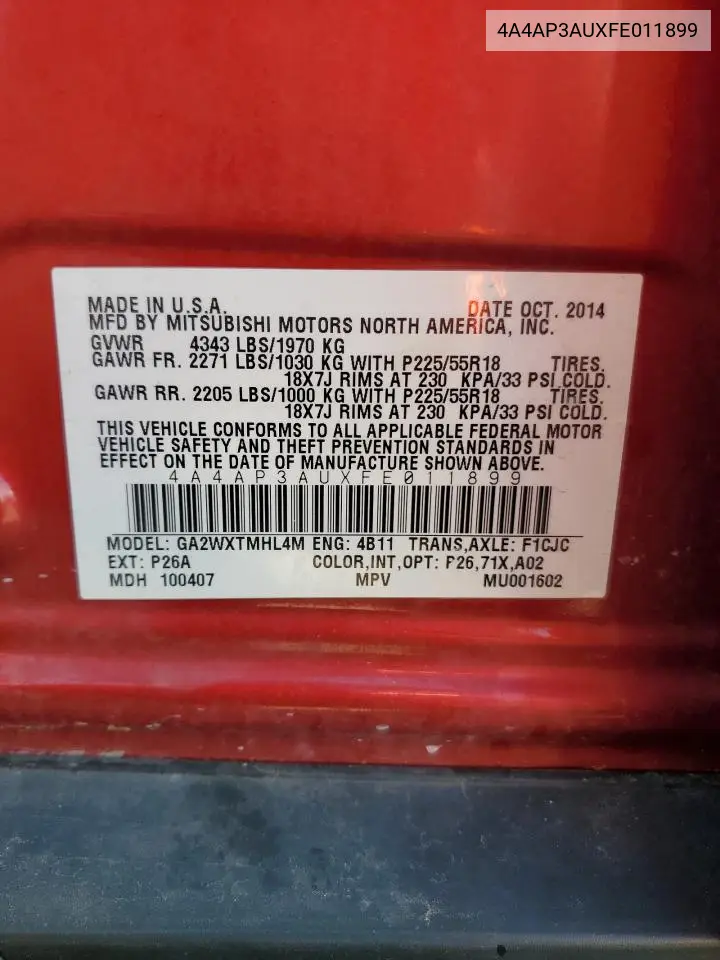 4A4AP3AUXFE011899
MADE IN U.S.A. DATE OCT. 2014
MFD BY MITSUBISHI MOTORS NORTH AMERICA, INC.
GVWR 4343 LBS/1970 KG
GAWR FR. 2271 LBS/1030 KG WITH P225/55R18 TIRES,
18X7J RIMS AT 230 KPA/33 PSI COLD.
GAWR RR. 2205 LBS/1000 KG WITH P225/55R18 TIRES,
18X7J RIMS AT 230 KPA/33 PSI COLD.
THIS VEHICLE CONFORMS TO ALL APPLICABLE FEDERAL MOTOR
VEHICLE SAFETY AND THEFT PREVENTION STANDARDS IN
EFFECT ON THE DATE OF MANUFACTURE SHOWN ABOVE.
4A4AP3AUXFE011899
MODEL: GA2WXTMHL4M ENG: 4B11 TRANS,AXLE: F1CJC
EXT: P26A COLOR,INT,OPT: P26,71X,A02
MDH 100407 MPV MU001602